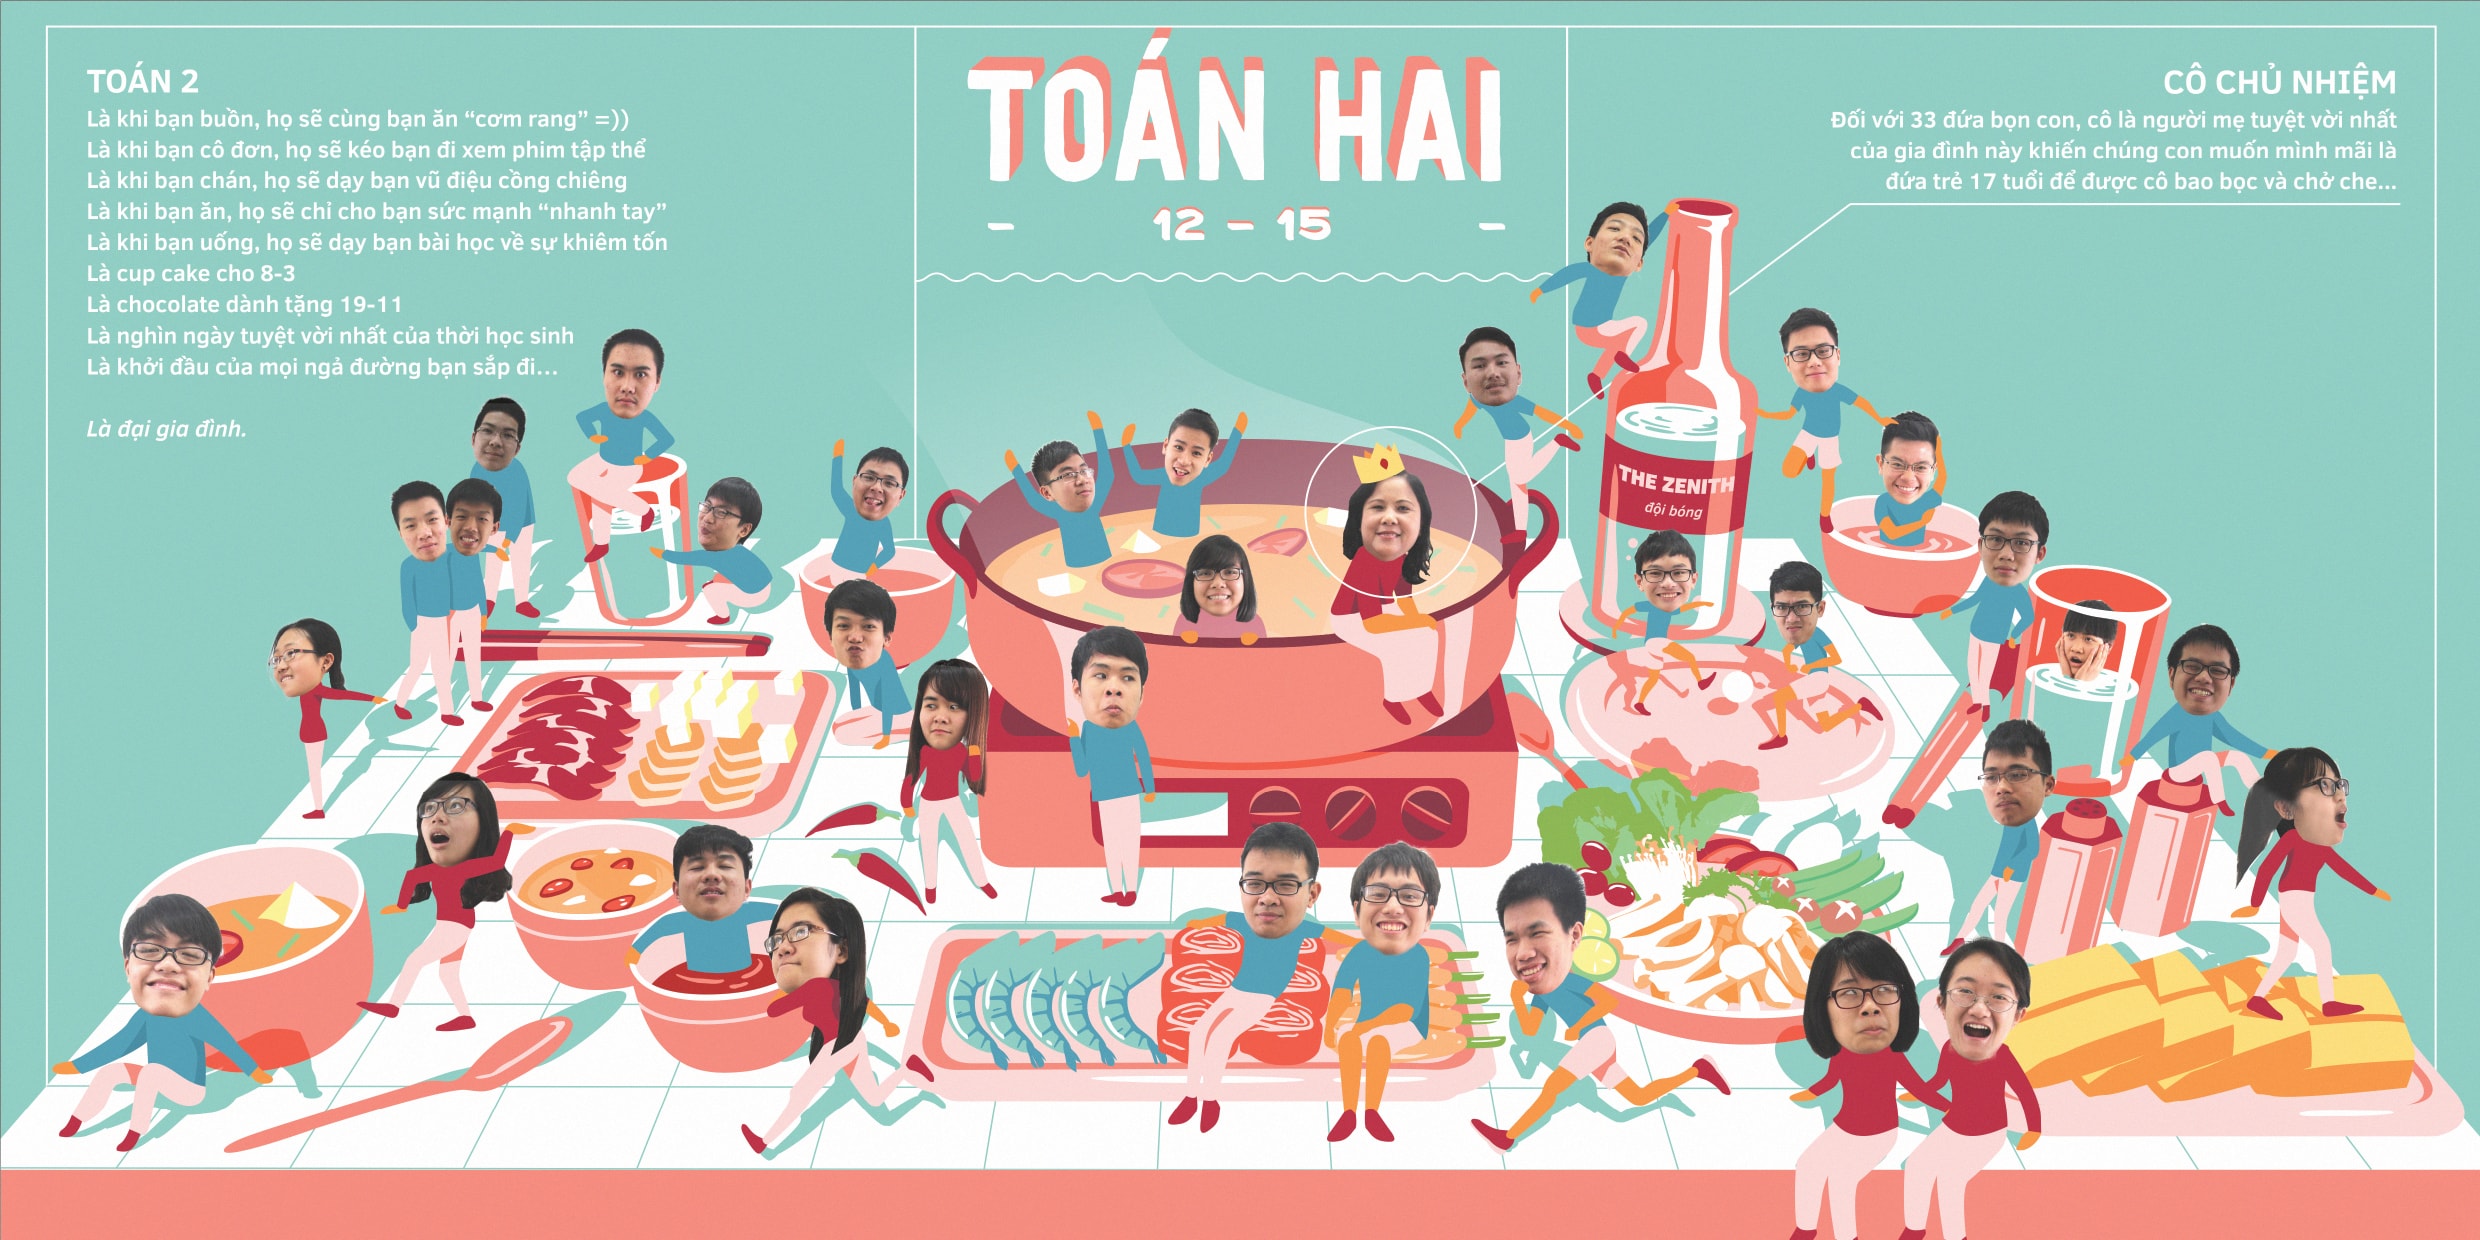 TOÁN 2
Là khi bạn buồn, họ sẽ cùng bạn ăn “cơm rang” =))
Là khi bạn cô đơn, họ sẽ kéo bạn đi xem phim tập thể
Là khi bạn chán, họ sẽ dạy bạn vũ điệu cồng chiêng
Là khi bạn ăn, họ sẽ chỉ cho bạn sức mạnh “nhanh tay”
Là khi bạn uống, họ sẽ dạy bạn bài học về sự khiêm tốn
Là cup cake cho 8-3
Là chocolate dành tặng 19-11
Là nghìn ngày tuyệt vời nhất của thời học sinh
Là khởi đầu của mọi ngả đường bạn sắp đi...
Là đại gia đình.
TOÁN HAI
- 12 - 15 -
CÔ CHỦ NHIỆM
Đối với 33 đứa bọn con, cô là người mẹ tuyệt vời nhất
của gia đình này khiến chúng con muốn mình mãi là
đứa trẻ 17 tuổi để được cô bao bọc và chở che...
THE ZENITH
đội bóng